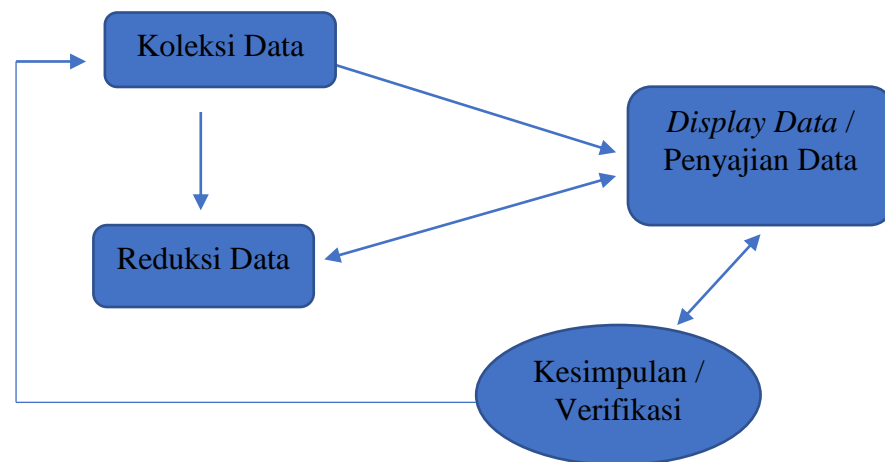 Koleksi Data
Display Data /
Penyajian Data
Reduksi Data
Kesimpulan /
Verifikasi